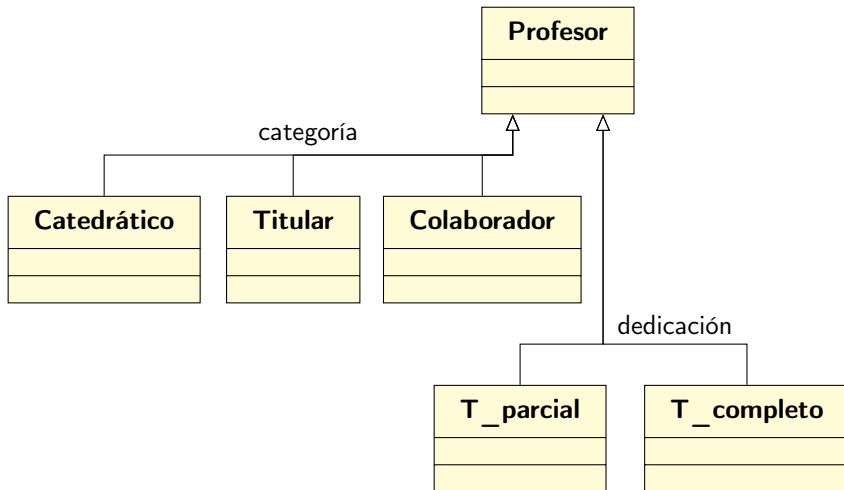 Profesor
categoría
Catedrático
Titular
Colaborador
dedicación
T_parcial
T_completo